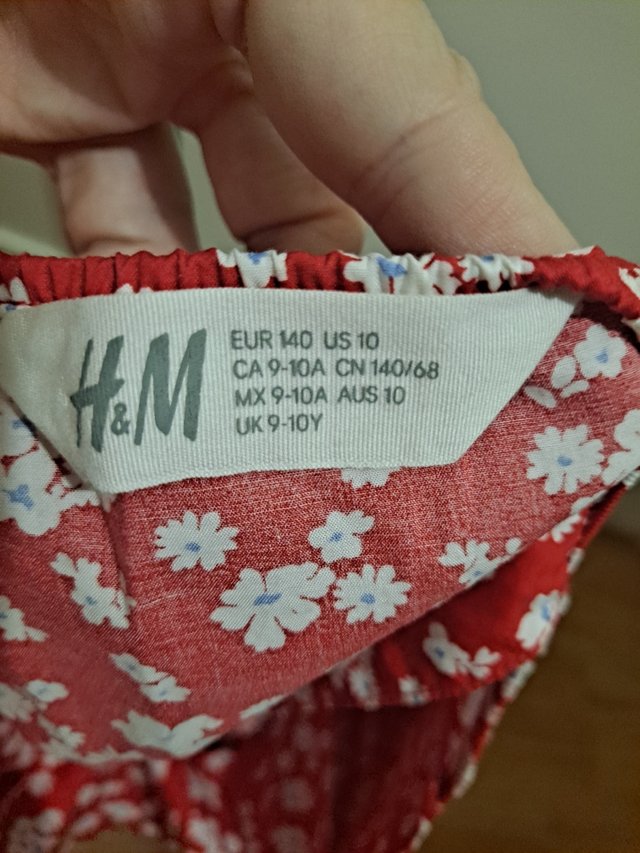 H&M
EUR 140 US 10
CA 9-10A CN 140/68
MX 9-10A AUS 10
UK 9-10Y